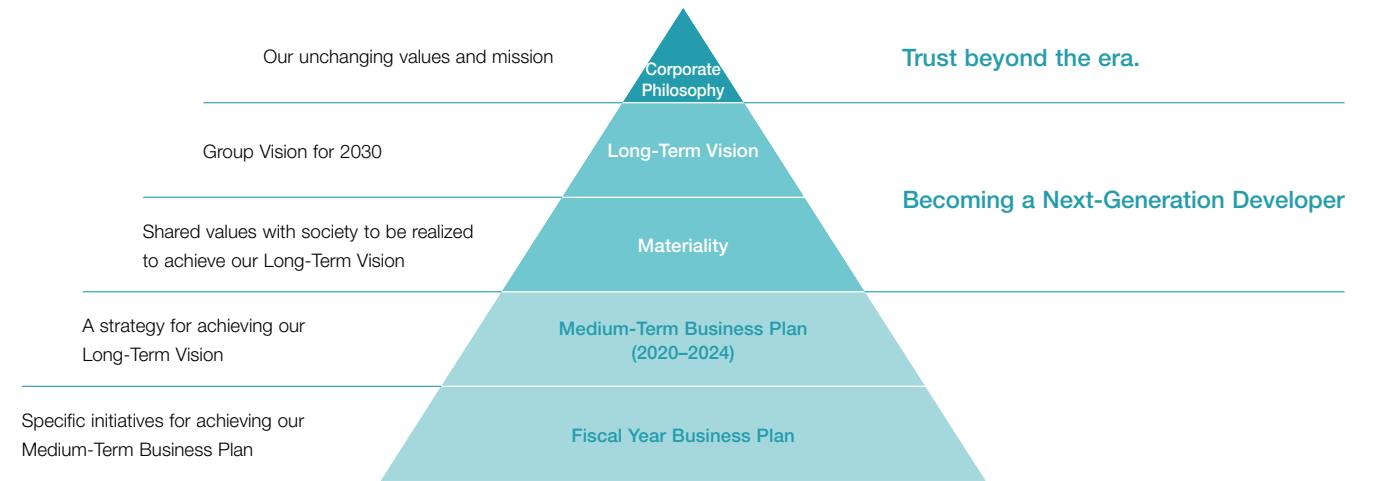 Our unchanging values and mission
Corporate
Philosophy
Trust beyond the era.
Group Vision for 2030
Long-Term Vision
Becoming a Next-Generation Developer
Shared values with society to be realized
to achieve our Long-Term Vision
Materiality
A strategy for achieving our
Long-Term Vision
Medium-Term Business Plan
(2020–2024)
Specific initiatives for achieving our
Medium-Term Business Plan
Fiscal Year Business Plan